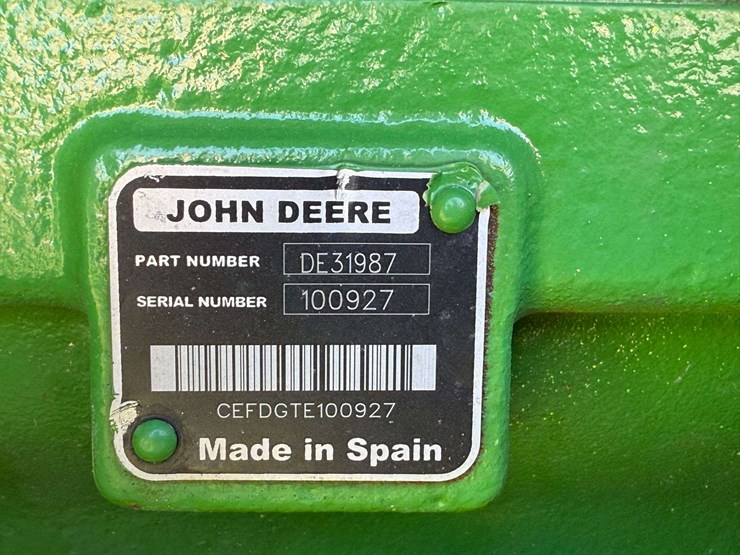 JOHN DEERE
PART NUMBER DE31987
SERIAL NUMBER 100927
CEFDGTE100927
Made in Spain